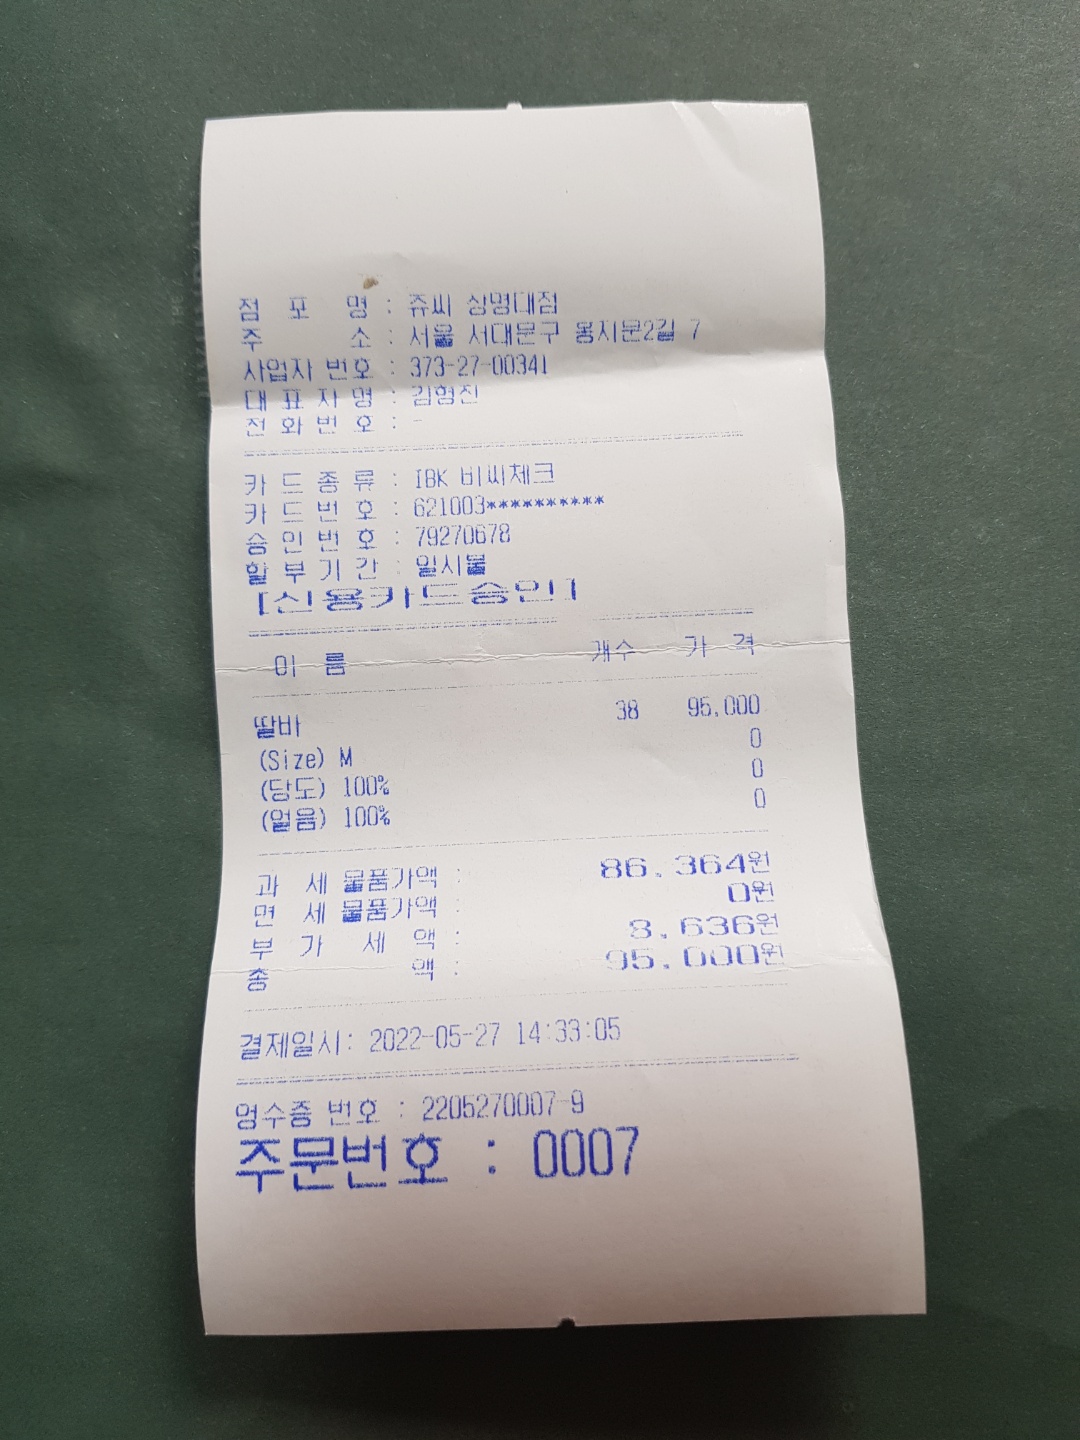 점 포 명 : 쥬씨 상명대점
주 소 : 서울 서대문구 홍지문2길 7
사업자 번호 : 373-27-00341
대 표 자 명 : 김형진
전 화 번 호 : -
카 드 종 류 : IBK 비씨체크
카 드 번 호 : 621003**********
승 인 번 호 : 79270678
할 부 기 간 : 일시불
[신용카드승인]
이 름 개수 가 격
딸바 38 95,000
(Size) M 0
(당도) 100% 0
(얼음) 100% 0
과 세 물품가액 : 86,364원
면 세 물품가액 : 0원
부 가 세 액 : 8,636원
총 액 : 95,000원
결제일시: 2022-05-27 14:33:05
영수증 번호 : 2205270007-9
주문번호 : 0007